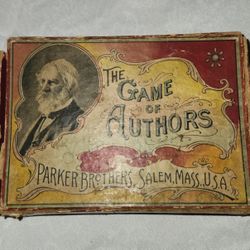 THE
GAME
OF
AUTHORS
PARKER BROTHERS, SALEM, MASS., U.S.A.